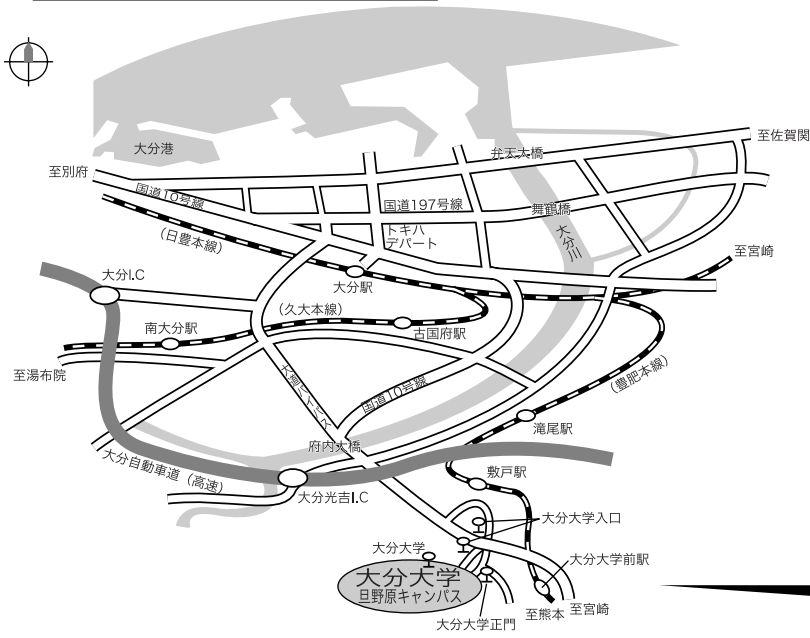 大分港
弁天大橋
至佐賀関
至別府
国道10号線
国道197号線
舞鶴橋
(日豊本線)
トキハ
デパート
大分川
至宮崎
大分I.C
大分駅
(久大本線)
南大分駅
古国府駅
至湯布院
大道バイパス
国道10号線
(豊肥本線)
滝尾駅
府内大橋
大分自動車道(高速)
敷戸駅
大分光吉I.C
大分大学入口
大分大学
大分大学前駅
大分大学
旦野原キャンパス
至熊本
至宮崎
大分大学正門